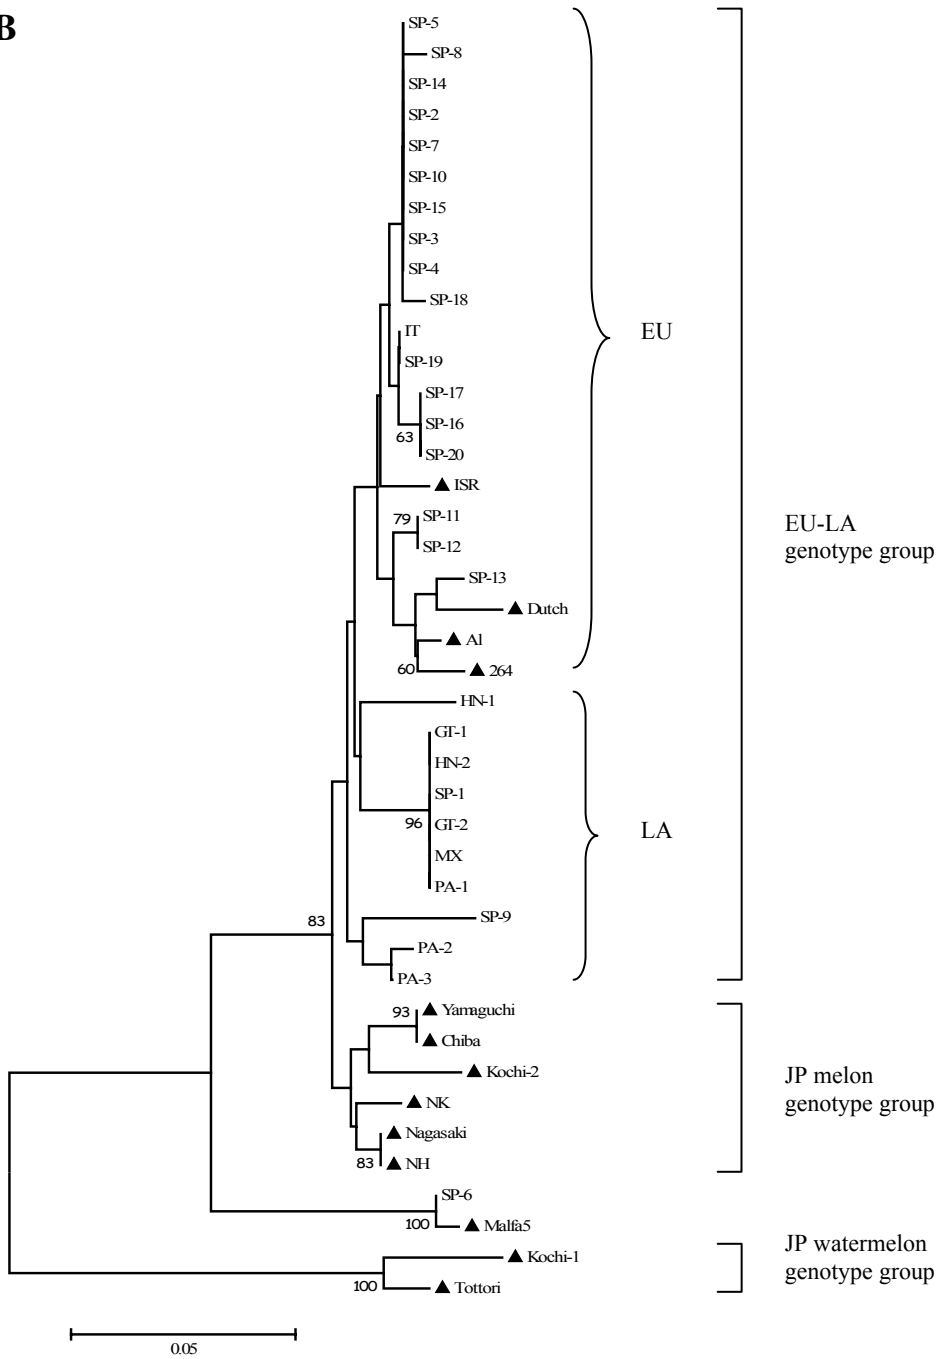 B
SP-5
SP-8
SP-14
SP-2
SP-7
SP-10
SP-15
SP-3
SP-4
SP-18
IT
EU
SP-19
SP-17
SP-16
63
SP-20
ISR
79
SP-11
EU-LA
genotype group
SP-12
SP-13
Dutch
Al
60
264
HN-1
GT-1
HN-2
SP-1
96
GT-2
LA
MX
PA-1
83
SP-9
PA-2
PA-3
93
Yamaguchi
Chiba
Kochi-2
JP melon
genotype group
NK
Nagasaki
83
NH
SP-6
100
Malfa5
JP watermelon
genotype group
Kochi-1
100
Tottori
0.05